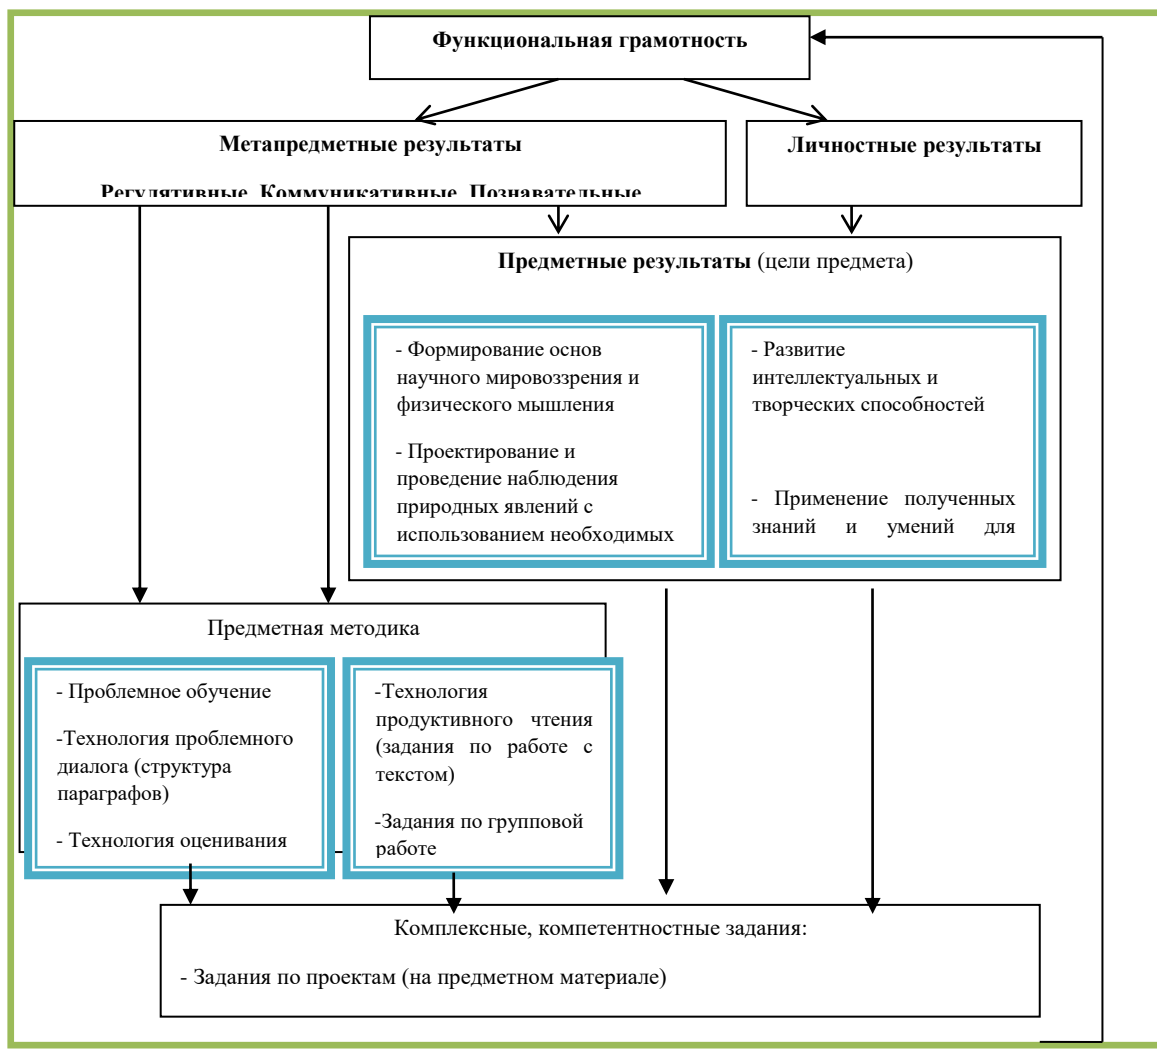 Функциональная грамотность
Метапредметные результаты
Регулятивные Коммуникативные Познавательные
Личностные результаты
Предметные результаты (цели предмета)
- Формирование основ
научного мировоззрения и
физического мышления
- Проектирование и
проведение наблюдения
природных явлений с
использованием необходимых
- Развитие
интеллектуальных и
творческих способностей
- Применение полученных
знаний и умений для
Предметная методика
- Проблемное обучение
-Технология проблемного
диалога (структура
параграфов)
- Технология оценивания
-Технология
продуктивного чтения
(задания по работе с
текстом)
-Задания по групповой
работе
Комплексные, компетентностные задания:
- Задания по проектам (на предметном материале)